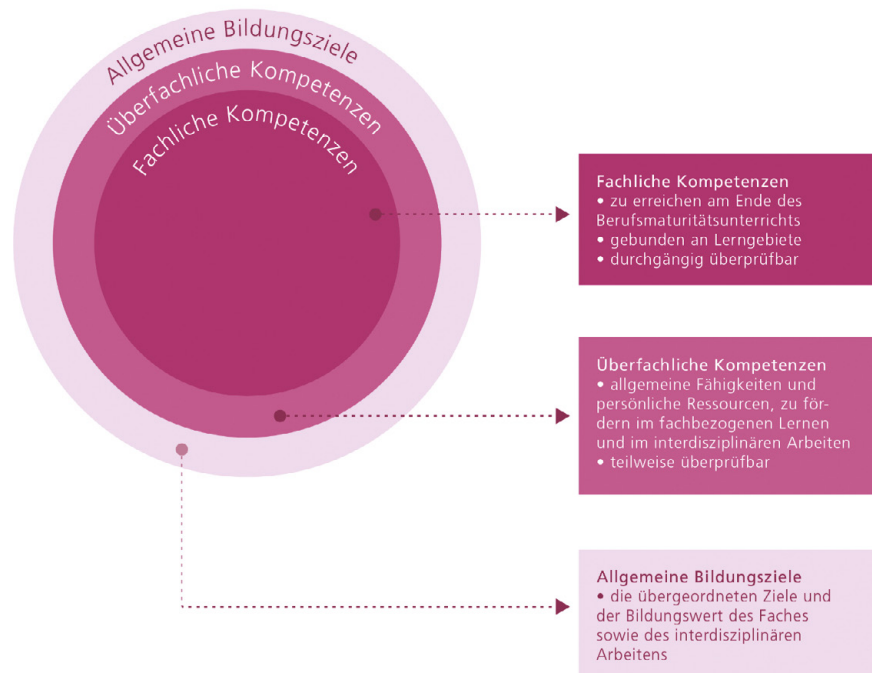 Allgemeine Bildungsziele
Überfachliche Kompetenzen
Fachliche Kompetenzen
Fachliche Kompetenzen
• zu erreichen am Ende des
Berufsmaturitätsunterrichts
• gebunden an Lerngebiete
• durchgängig überprüfbar
Überfachliche Kompetenzen
• allgemeine Fähigkeiten und
persönliche Ressourcen, zu för-
dern im fachbezogenen Lernen
und im interdisziplinären Arbeiten
• teilweise überprüfbar
Allgemeine Bildungsziele
• die übergeordneten Ziele und
der Bildungswert des Faches
sowie des interdisziplinären
Arbeitens